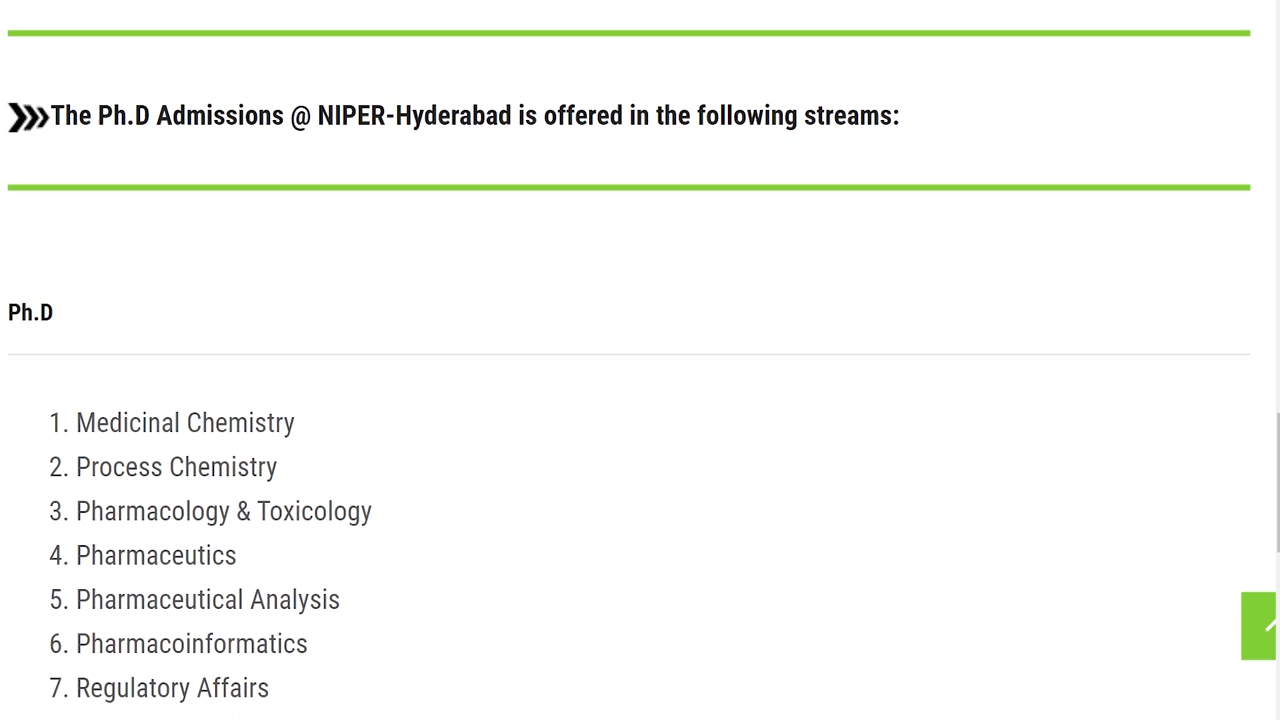 The Ph.D Admissions @ NIPER-Hyderabad is offered in the following streams:
Ph.D
1. Medicinal Chemistry
2. Process Chemistry
3. Pharmacology & Toxicology
4. Pharmaceutics
5. Pharmaceutical Analysis
6. Pharmacoinformatics
7. Regulatory Affairs